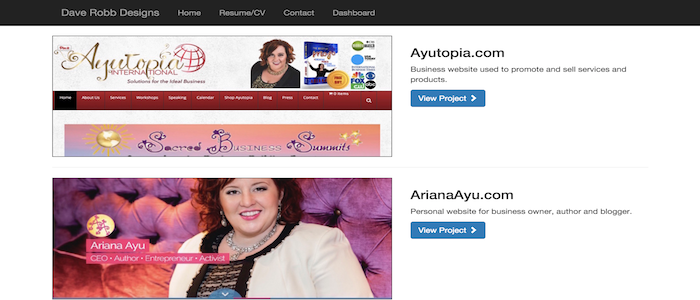 Dave Robb Designs Home Resume/CV Contact Dashboard
Ayutopia
INTERNATIONAL
Solutions for the Ideal Business
Home About Us Services Workshops Speaking Calendar Shop Ayutopia Blog Press Contact 0 Items
Sacred Business Summits
Ayutopia.com
Business website used to promote and sell services and
products.
View Project
Ariana Ayu
CEO • Author • Entrepreneur • Activist
ArianaAyu.com
Personal website for business owner, author and blogger.
View Project